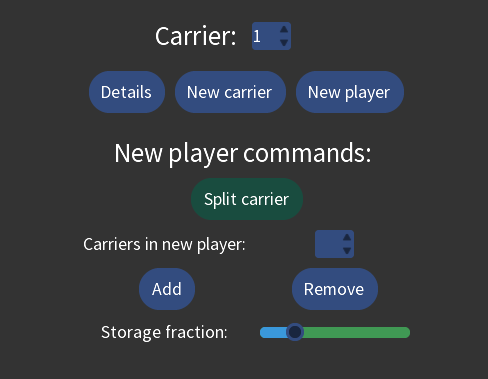 Carrier: 1
Details New carrier New player
New player commands:
Split carrier
Carriers in new player:
Add Remove
Storage fraction: